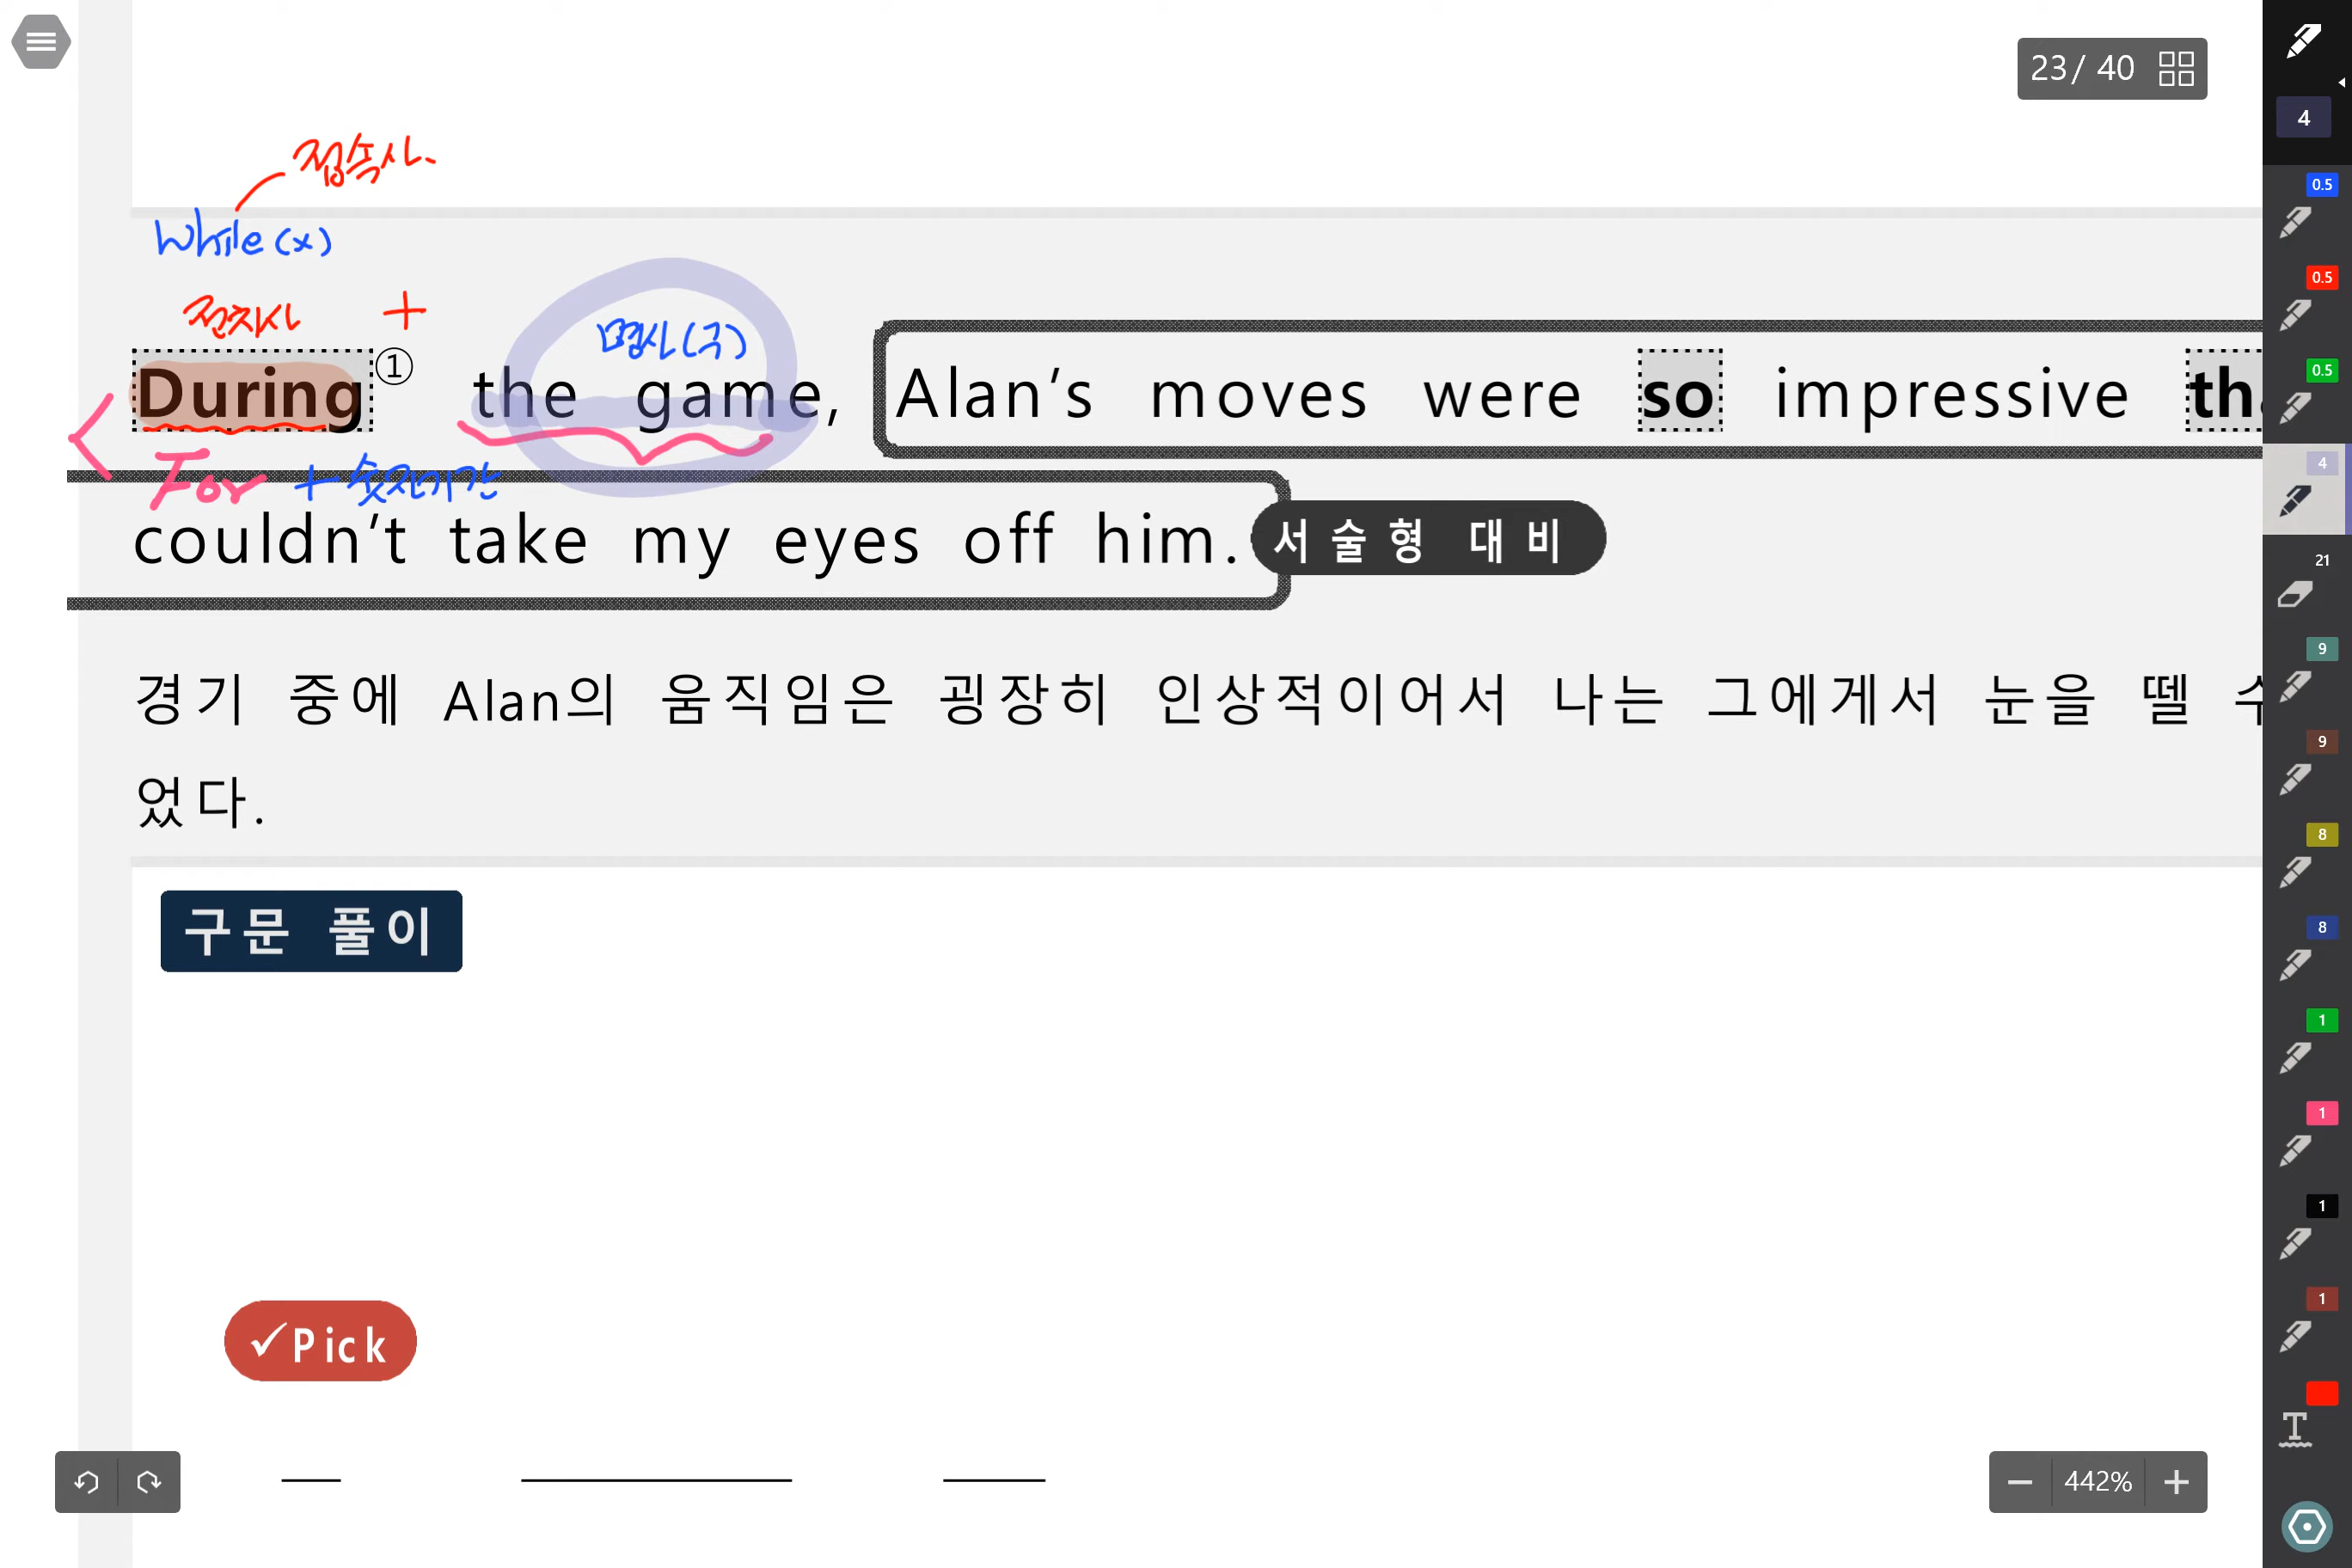 23/ 40
4
접속사
While(x)
전치사 +
명사(구)
During① the game, Alan's moves were so impressive th
For + 숫자기간
couldn't take my eyes off him. 서술형 대비
경기 중에 Alan의 움직임은 굉장히 인상적이어서 나는 그에게서 눈을 뗄
었다.
구문 풀이
✓Pick
442%
0.5
0.5
0.5
4
21
9
9
8
8
1
1
1
1
T